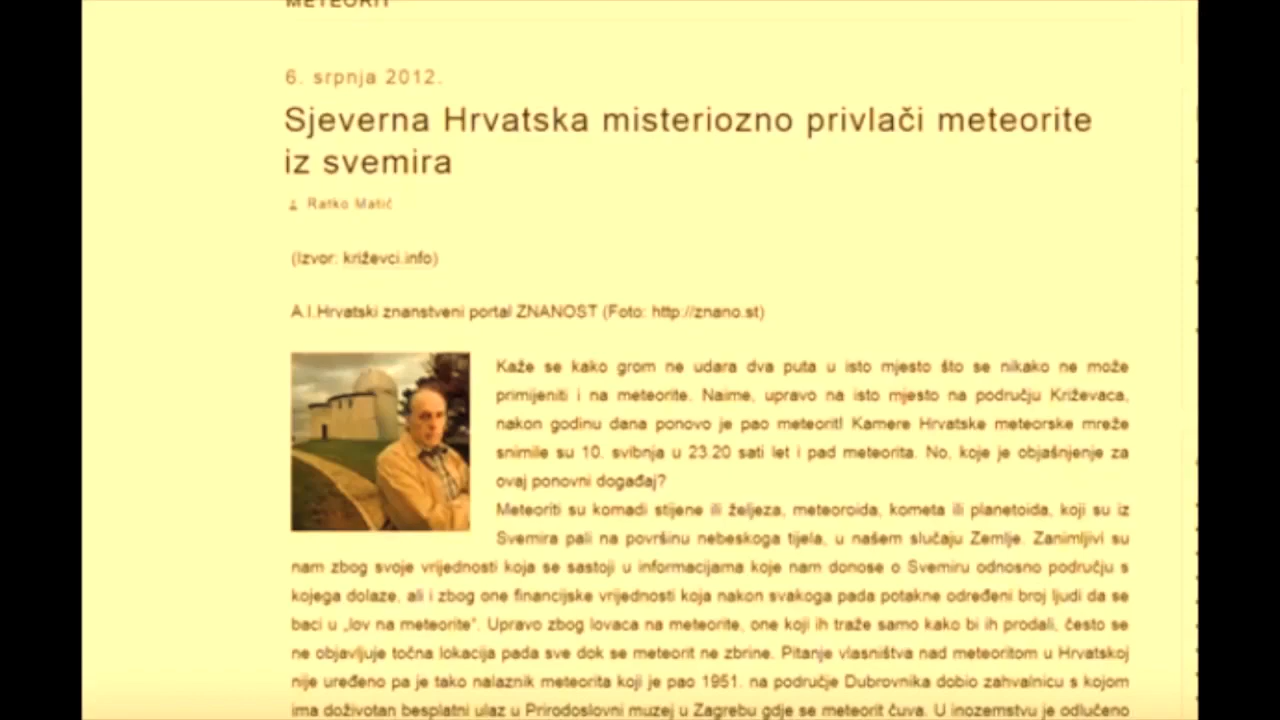 METEORIT
6. srpnja 2012.
Sjeverna Hrvatska misteriozno privlači meteorite
iz svemira
Ratko Matić
(Izvor: križevci.info)
A.I.Hrvatski znanstveni portal ZNANOST (Foto: http://znano.st)
Kaže se kako grom ne udara dva puta u isto mjesto što se nikako ne može
primijeniti i na meteorite. Naime, upravo na isto mjesto na području Križevaca,
nakon godinu dana ponovo je pao meteorit! Kamere Hrvatske meteorske mreže
snimile su 10. svibnja u 23.20 sati let i pad meteorita. No, koje je objašnjenje za
ovaj ponovni događaj?
Meteoriti su komadi stijene ili željeza, meteoroida, kometa ili planetoida, koji su iz
Svemira pali na površinu nebeskoga tijela, u našem slučaju Zemlje. Zanimljivi su
nam zbog svoje vrijednosti koja se sastoji u informacijama koje nam donose o Svemiru odnosno području s
kojega dolaze, ali i zbog one financijske vrijednosti koja nakon svakoga pada potakne određeni broj ljudi da se
baci u „lov na meteorite". Upravo zbog lovaca na meteorite, one koji ih traže samo kako bi ih prodali, često se
ne objavljuje točna lokacija pada sve dok se meteorit ne zbrine. Pitanje vlasništva nad meteoritom u Hrvatskoj
nije uređeno pa je tako nalaznik meteorita koji je pao 1951. na područje Dubrovnika dobio zahvalnicu s kojom
ima doživotan besplatni ulaz u Prirodoslovni muzej u Zagrebu gdje se meteorit čuva. U inozemstvu je odlučeno